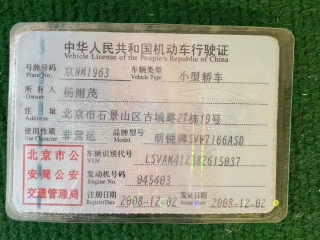 中华人民共和国机动车行驶证
Vehicle License of the People's Republic of China
号牌号码 京NM1963 车辆类型 小型轿车
Plate No. Vehicle Type
所有人 杨雨茂
Owner
住址 北京市石景山区古城路27栋19号
Address
使用性质 非营运 品牌型号 明锐牌SVW7166ASD
Use Character Model
北京市公
安局公安
交通管理局
车辆识别代号 LSVAK41Z382615037
VIN
发动机号码 045403
Engine No.
注册日期 2008-12-02 发证日期 2008-12-02
Register Date Issue Date